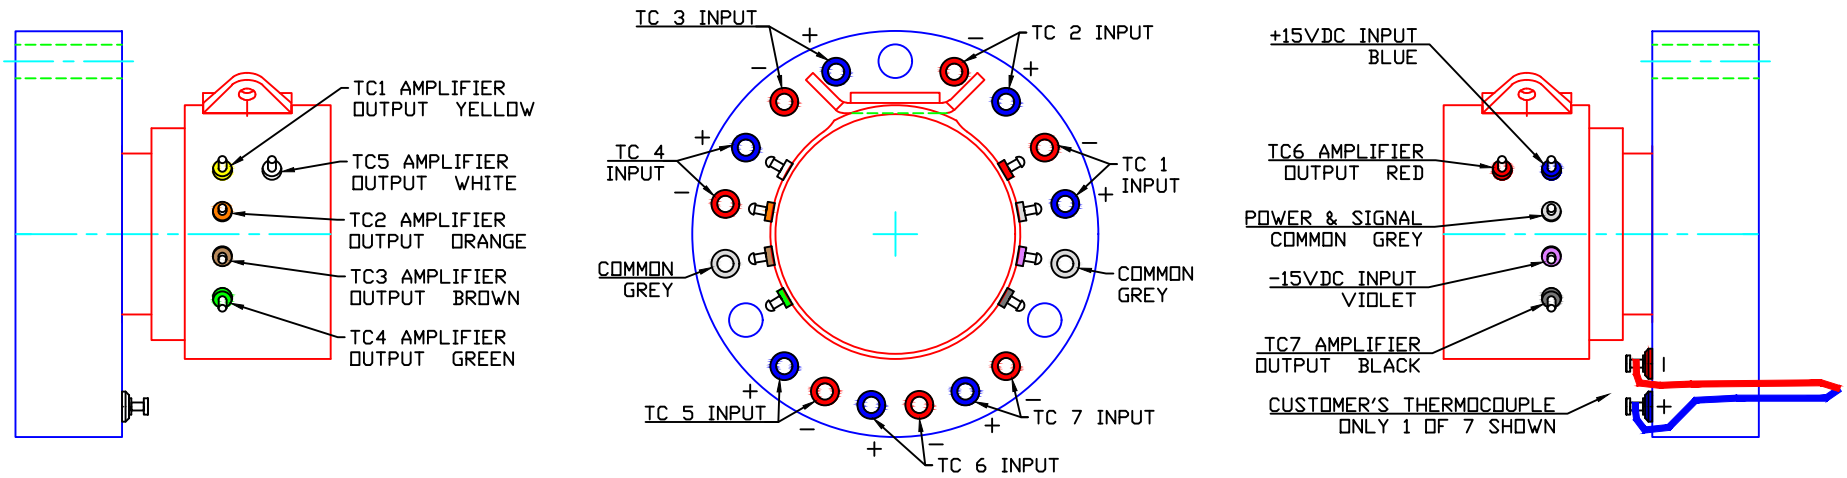 TC1 AMPLIFIER
OUTPUT YELLOW
TC5 AMPLIFIER
OUTPUT WHITE
TC2 AMPLIFIER
OUTPUT ORANGE
TC3 AMPLIFIER
OUTPUT BROWN
TC4 AMPLIFIER
OUTPUT GREEN
TC 3 INPUT
+
-
TC 2 INPUT
-
+
TC 4
INPUT
+
-
TC 1
INPUT
-
+
COMMON
GREY
COMMON
GREY
TC 5 INPUT
+
-
TC 6 INPUT
+
-
TC 7 INPUT
+
-
+15VDC INPUT
BLUE
TC6 AMPLIFIER
OUTPUT RED
POWER & SIGNAL
COMMON GREY
-15VDC INPUT
VIOLET
TC7 AMPLIFIER
OUTPUT BLACK
CUSTOMER'S THERMOCOUPLE
ONLY 1 OF 7 SHOWN
-
+